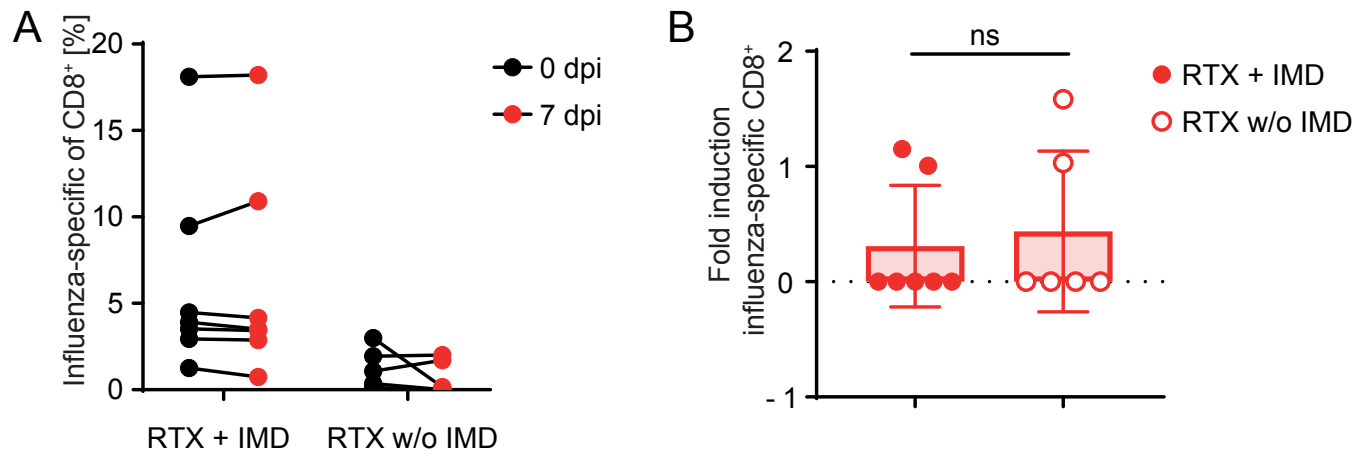 A
Influenza-specific of CD8⁺ [%]
20
15
10
5
0
RTX + IMD
RTX w/o IMD
0 dpi
7 dpi
B
Fold induction
influenza-specific CD8⁺
2
1
0
- 1
ns
RTX + IMD
RTX w/o IMD